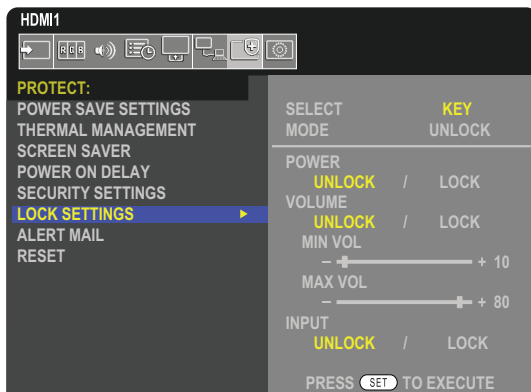 HDMI1
RGB
PROTECT:
POWER SAVE SETTINGS
THERMAL MANAGEMENT
SCREEN SAVER
POWER ON DELAY
SECURITY SETTINGS
LOCK SETTINGS
ALERT MAIL
RESET
SELECT KEY
MODE UNLOCK
POWER
UNLOCK / LOCK
VOLUME
UNLOCK / LOCK
MIN VOL
– + 10
MAX VOL
– + 80
INPUT
UNLOCK / LOCK
PRESS SET TO EXECUTE